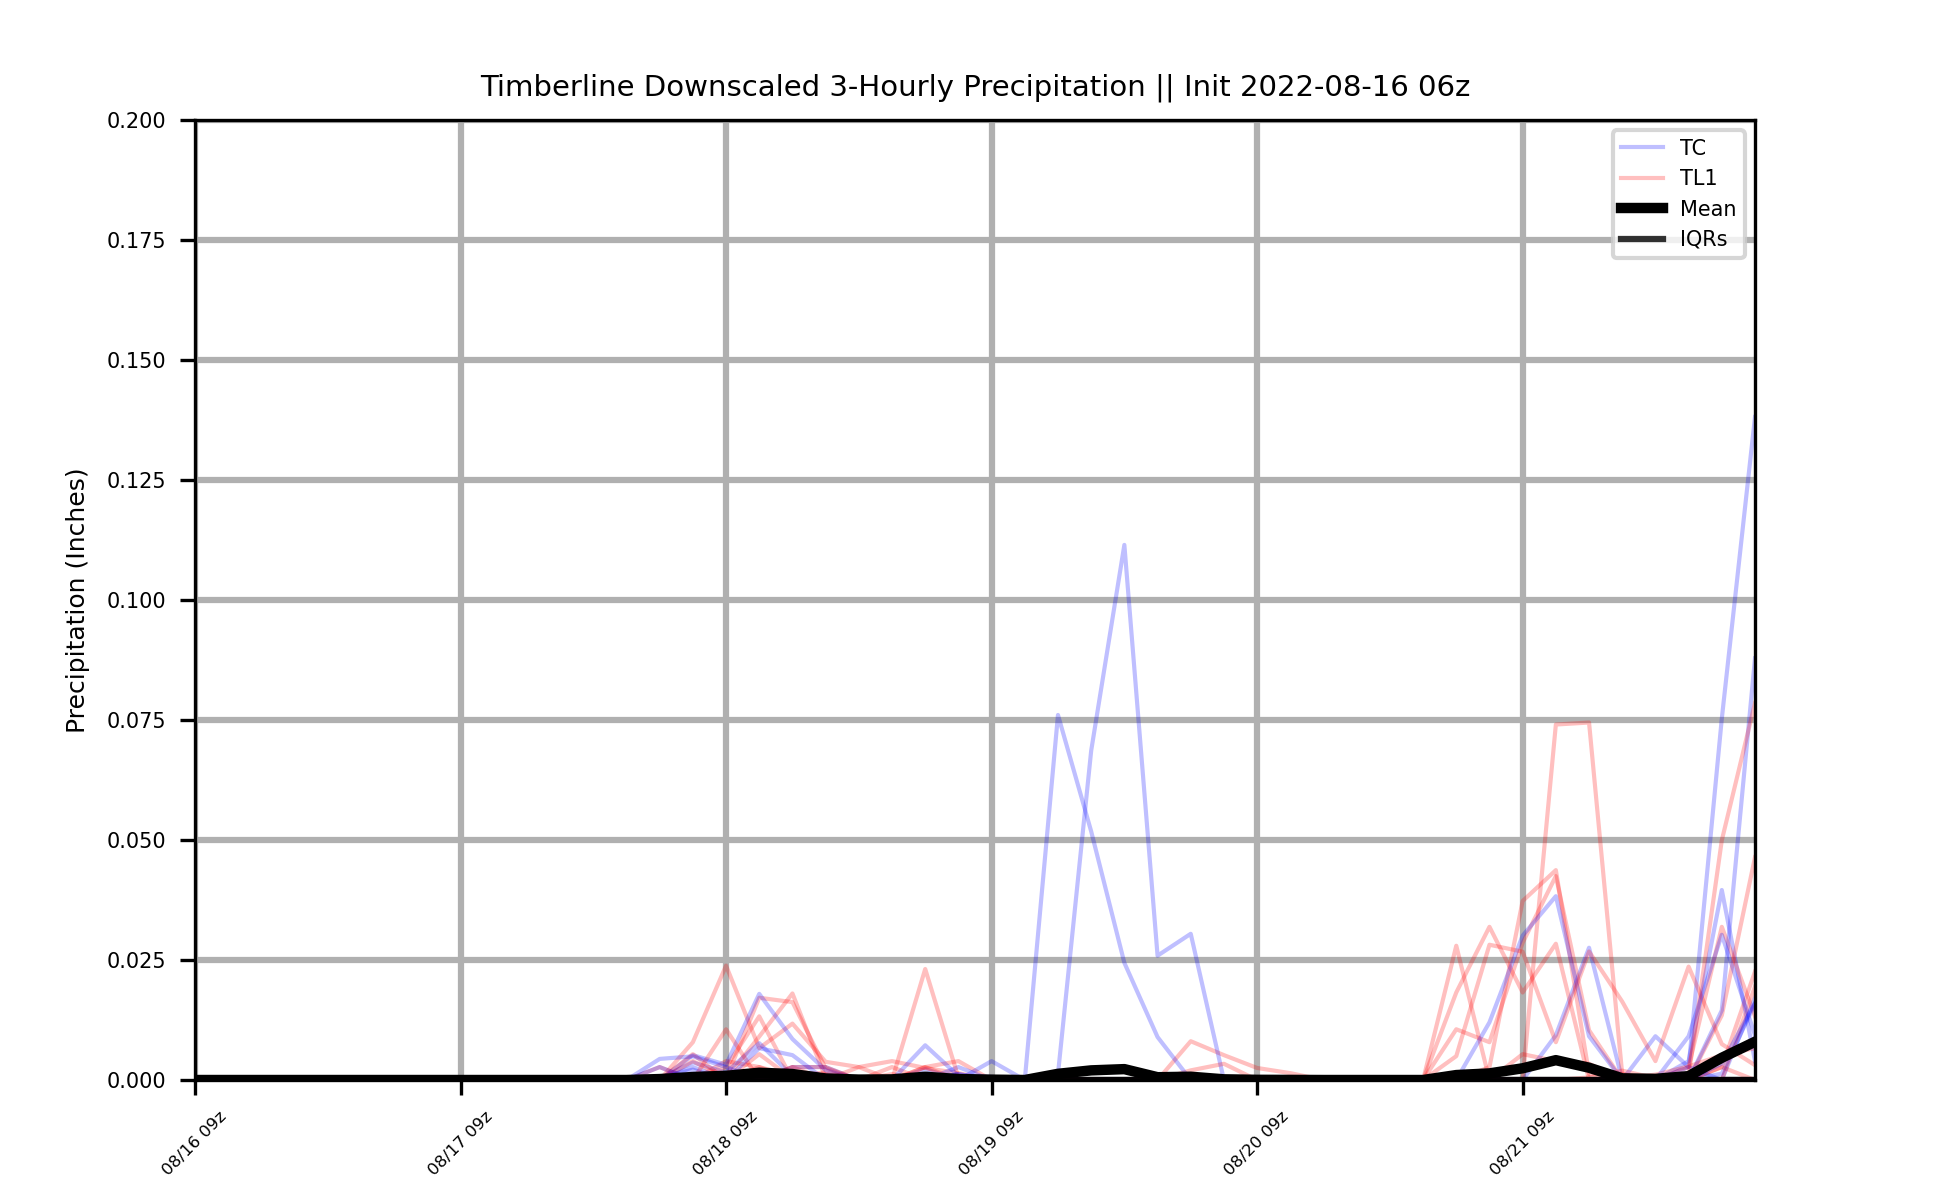 Timberline Downscaled 3-Hourly Precipitation || Init 2022-08-16 06z
TC
TL1
Mean
IQRs
Precipitation (Inches)
0.200
0.175
0.150
0.125
0.100
0.075
0.050
0.025
0.000
08/16 09z
08/17 09z
08/18 09z
08/19 09z
08/20 09z
08/21 09z